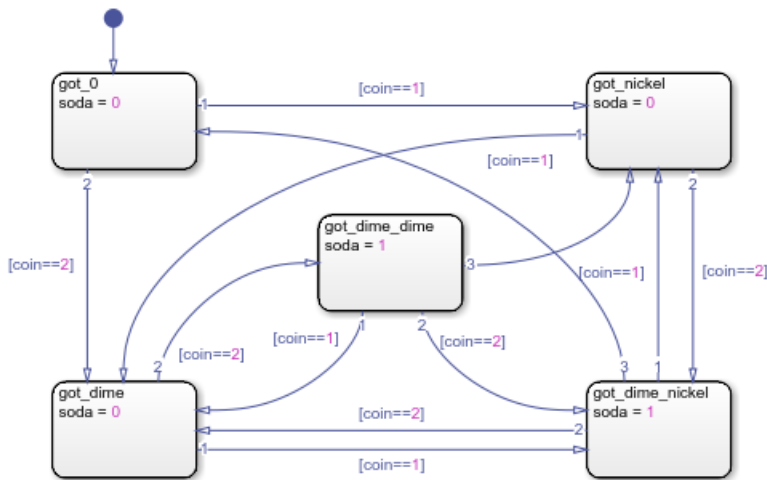 got_0
soda = 0
1
[coin==1]
got_nickel
soda = 0
1
[coin==1]
2
2
got_dime_dime
soda = 1
3
[coin==2]
[coin==1]
[coin==2]
1
2
[coin==1]
[coin==2]
2
[coin==2]
3
1
got_dime
soda = 0
[coin==2]
2
1
[coin==1]
got_dime_nickel
soda = 1